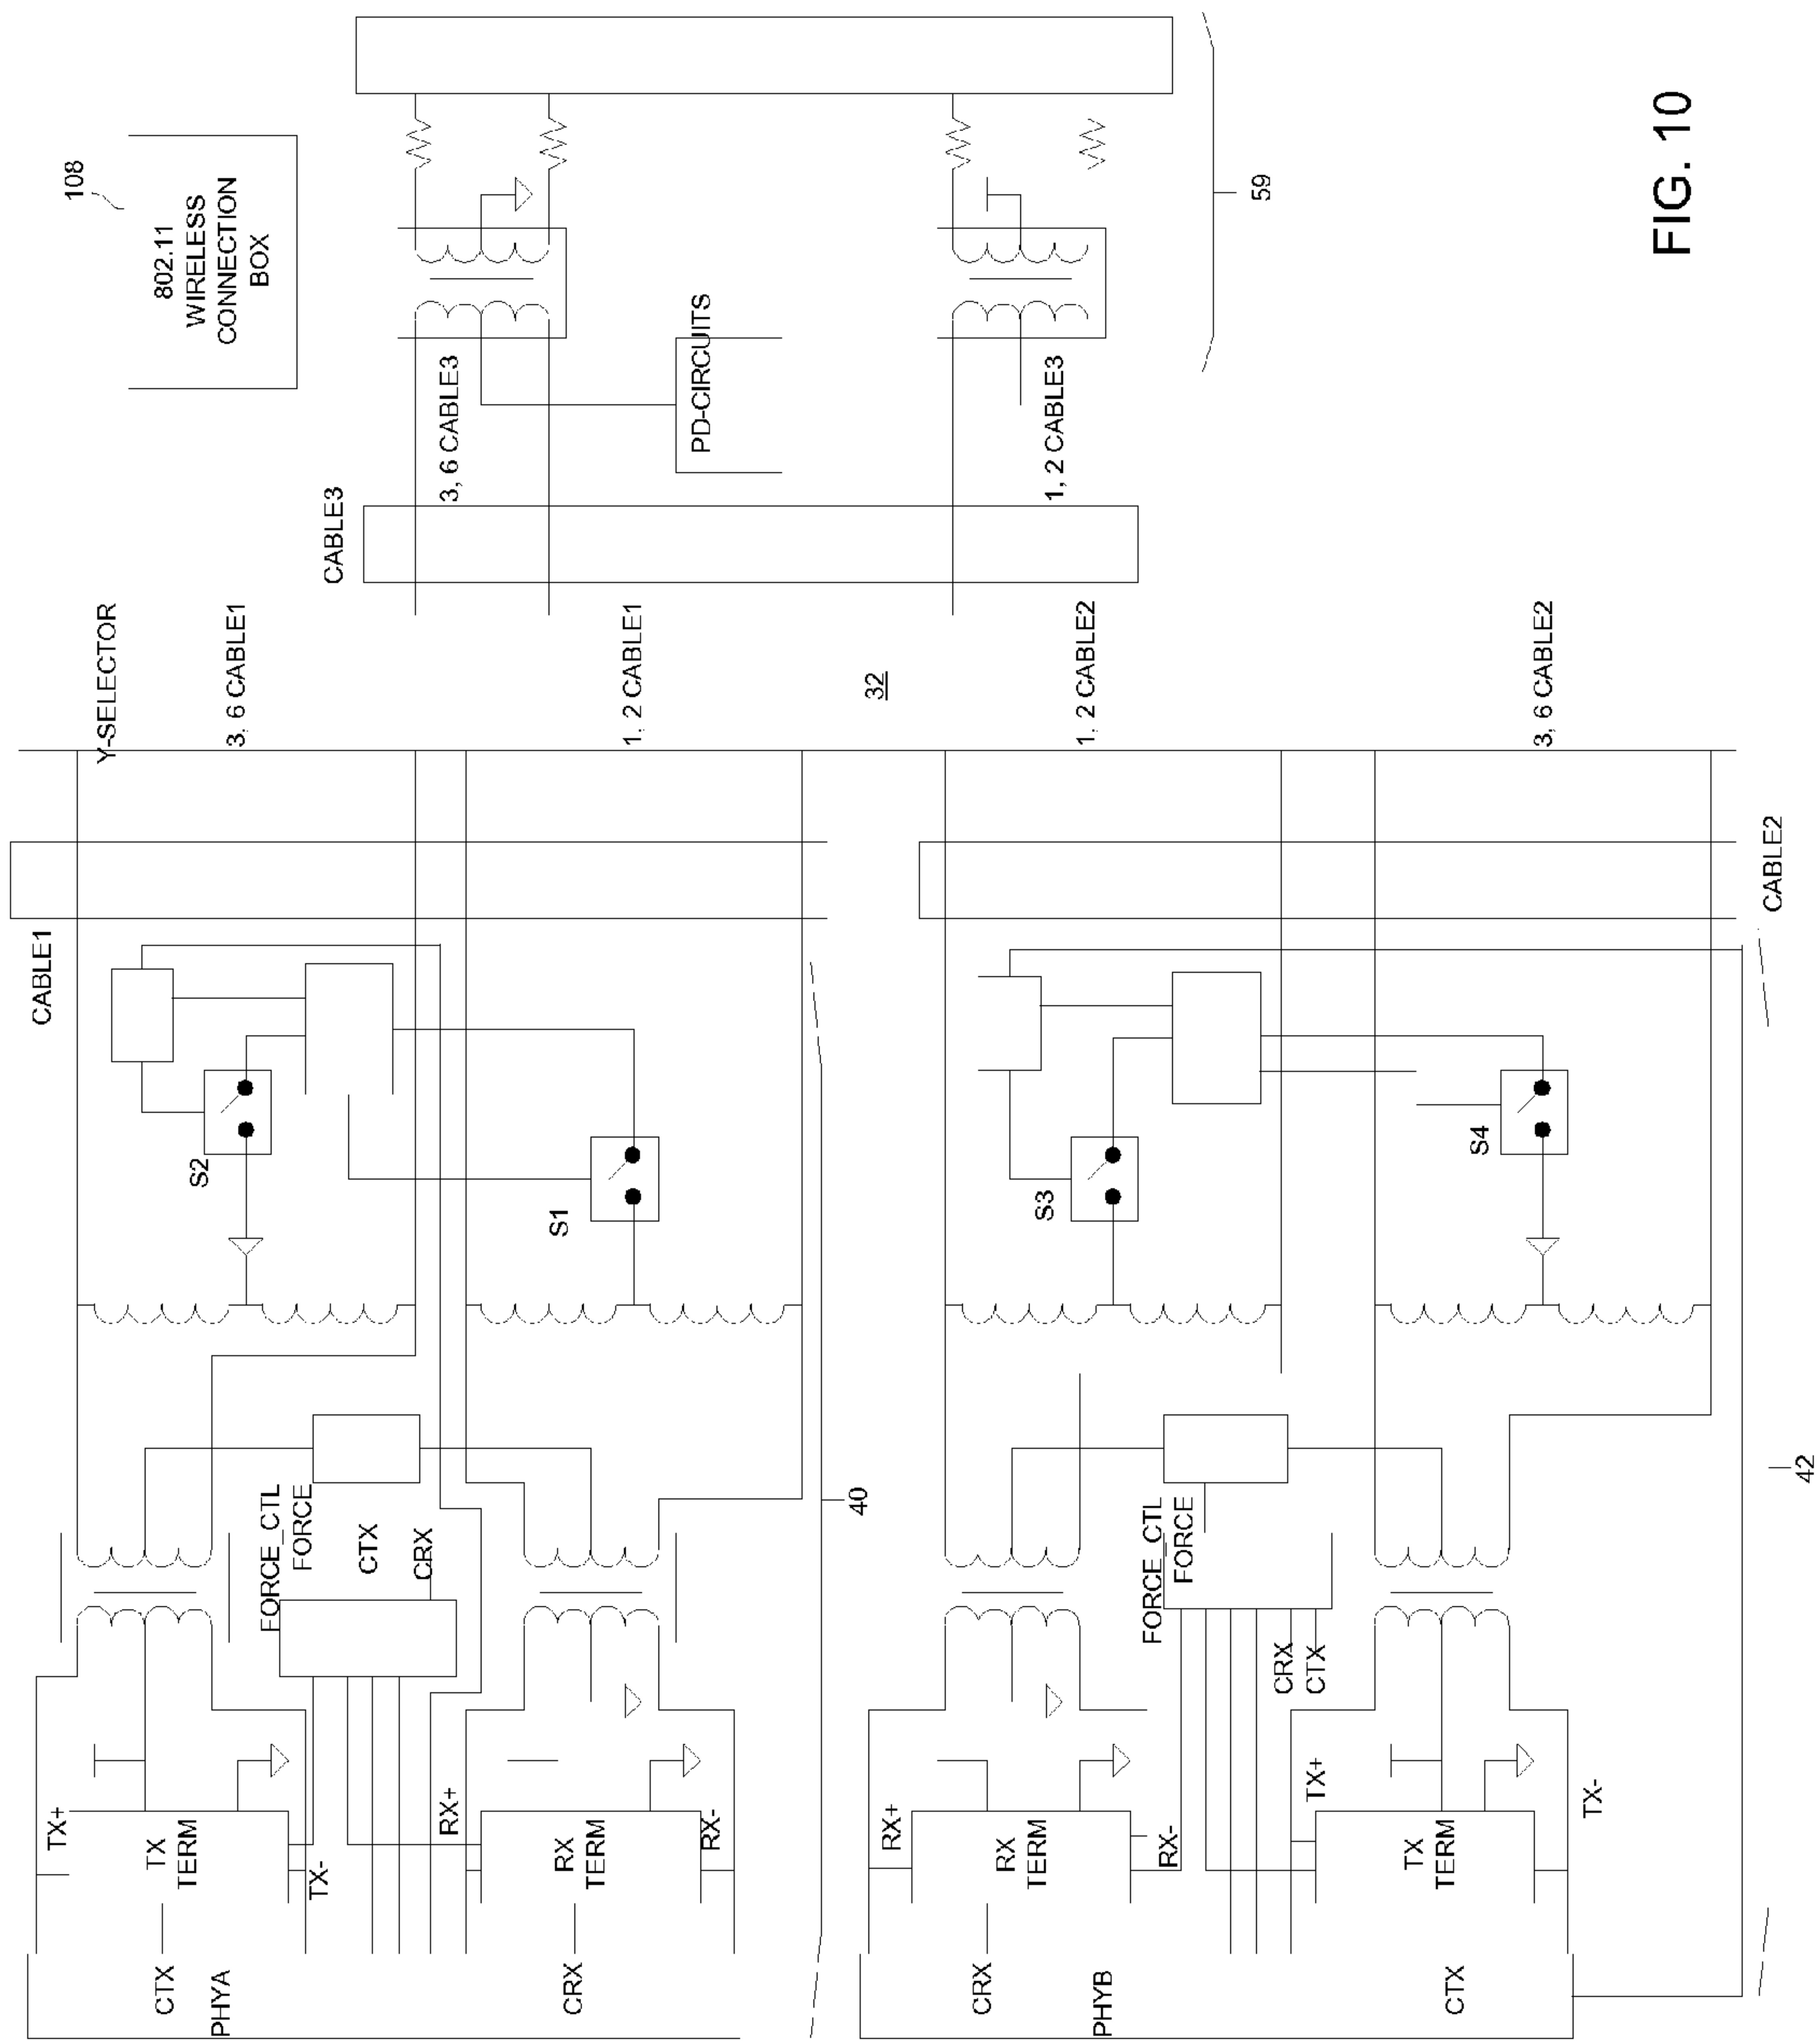 108
802.11
WIRELESS
CONNECTION
BOX
59
FIG. 10
3, 6 CABLE3
PD-CIRCUITS
1, 2 CABLE3
CABLE3
Y-SELECTOR
3, 6 CABLE1
1, 2 CABLE1
32
1, 2 CABLE2
3, 6 CABLE2
CABLE1
CABLE2
S2
S1
S3
S4
FORCE_CTL
FORCE
CTX
CRX
40
FORCE_CTL
FORCE
CRX
CTX
42
TX+
TX
TERM
TX-
RX+
RX
TERM
RX-
RX+
RX
TERM
RX-
TX+
TX
TERM
TX-
CTX
PHYA
CRX
CRX
PHYB
CTX